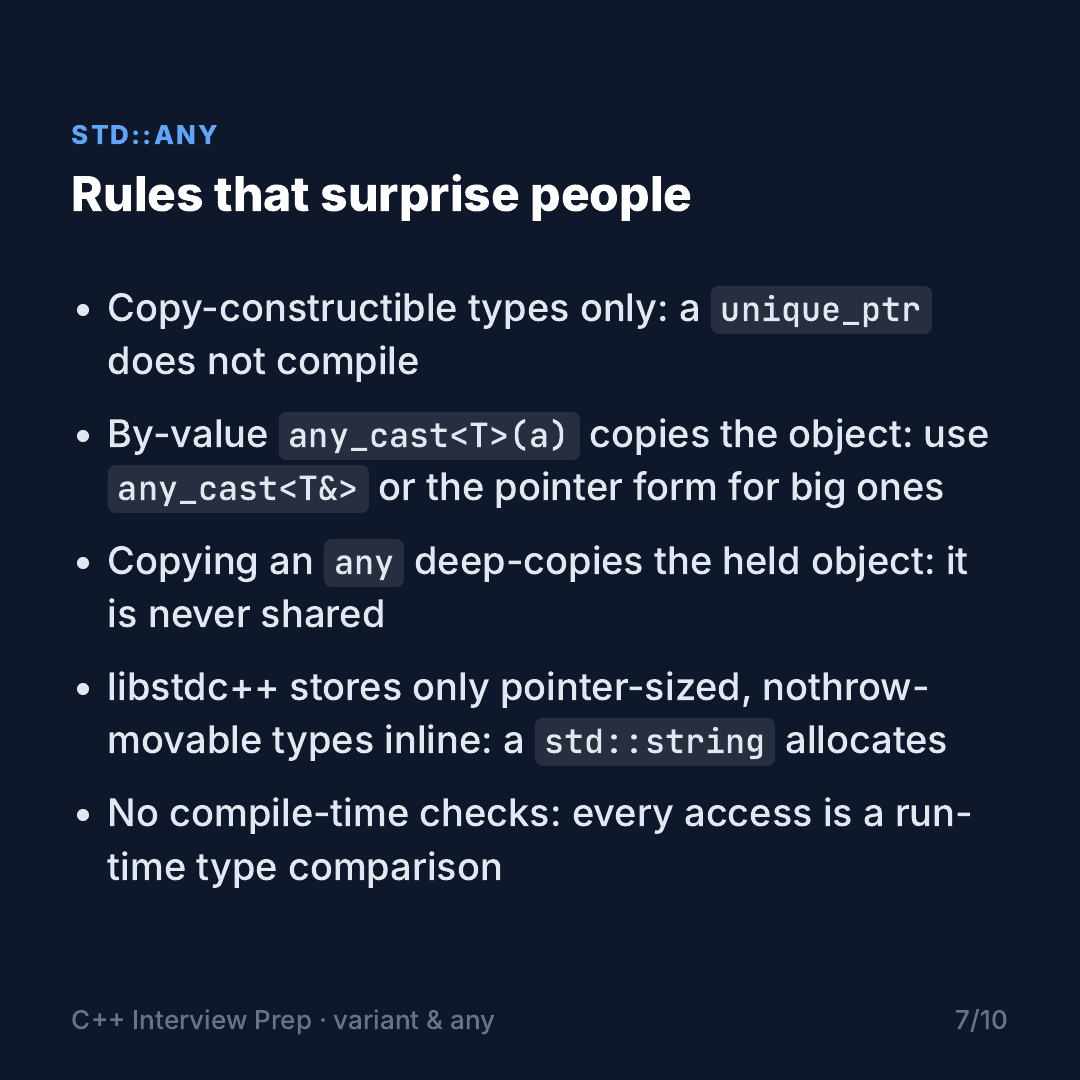 STD::ANY
Rules that surprise people
• Copy-constructible types only: a unique_ptr
does not compile
• By-value any_cast<T>(a) copies the object: use
any_cast<T&> or the pointer form for big ones
• Copying an any deep-copies the held object: it
is never shared
• libstdc++ stores only pointer-sized, nothrow-
movable types inline: a std::string allocates
• No compile-time checks: every access is a run-
time type comparison
C++ Interview Prep · variant & any
7/10